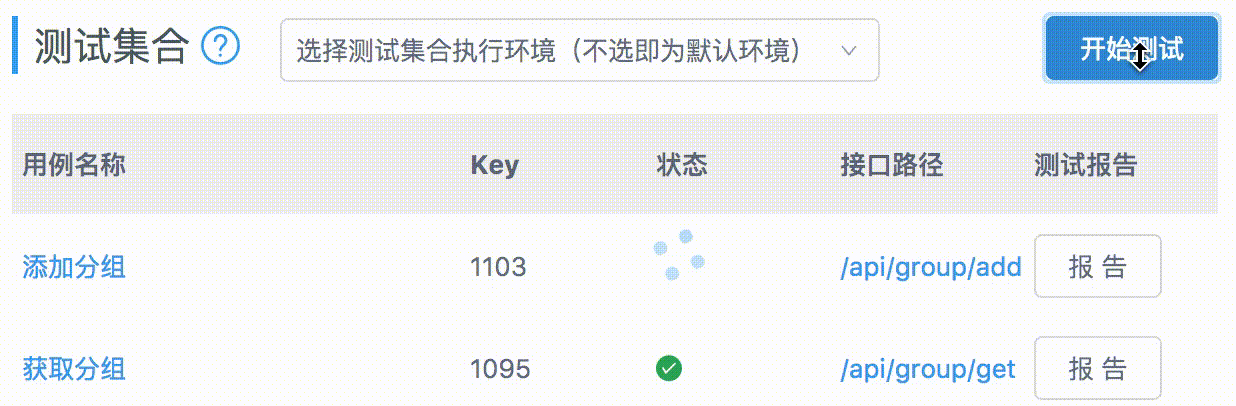 测试集合 ? 选择测试集合执行环境（不选即为默认环境） 开始测试
用例名称 Key 状态 接口路径 测试报告
添加分组 1103 /api/group/add 报 告
获取分组 1095 /api/group/get 报 告